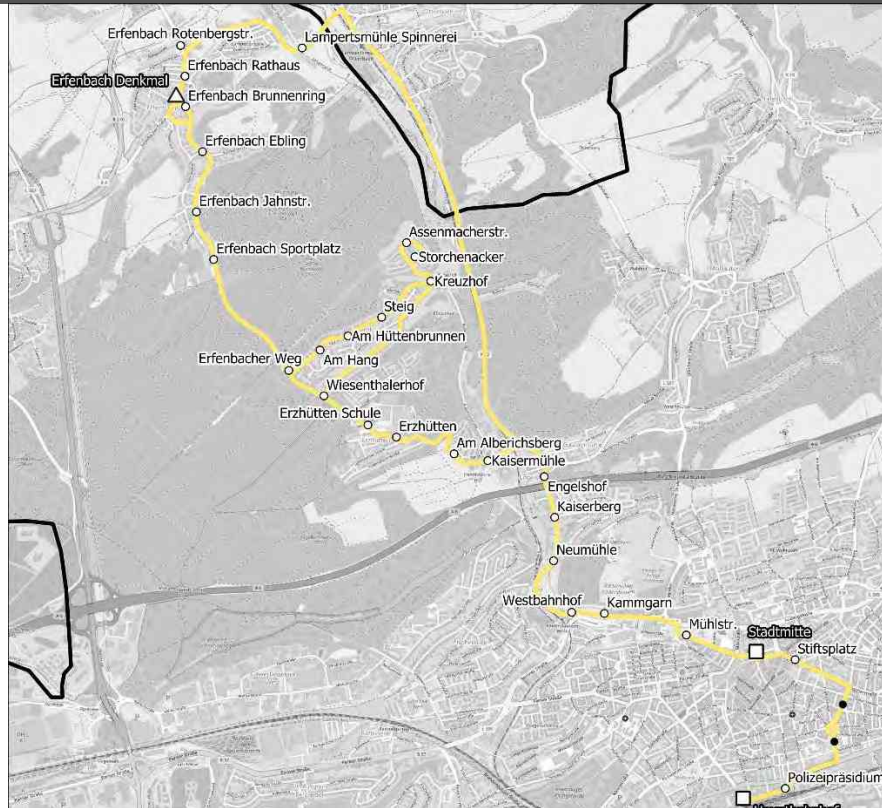 Erfenbach Rotenbergstr.
Lampertsmühle Spinnerei
Erfenbach Rathaus
Erfenbach Denkmal
Erfenbach Brunnenring
Erfenbach Ebling
Erfenbach Jahnstr.
Erfenbach Sportplatz
Assenmacherstr.
Storchenacker
Kreuzhof
Steig
Am Hüttenbrunnen
Am Hang
Erfenbacher Weg
Wiesenthalerhof
Erzhütten Schule
Erzhütten
Am Alberichsberg
Kaisermühle
Engelshof
Kaiserberg
Neumühle
Westbahnhof
Kammgarn
Mühlstr.
Stadtmitte
Stiftsplatz
Polizeipräsidium